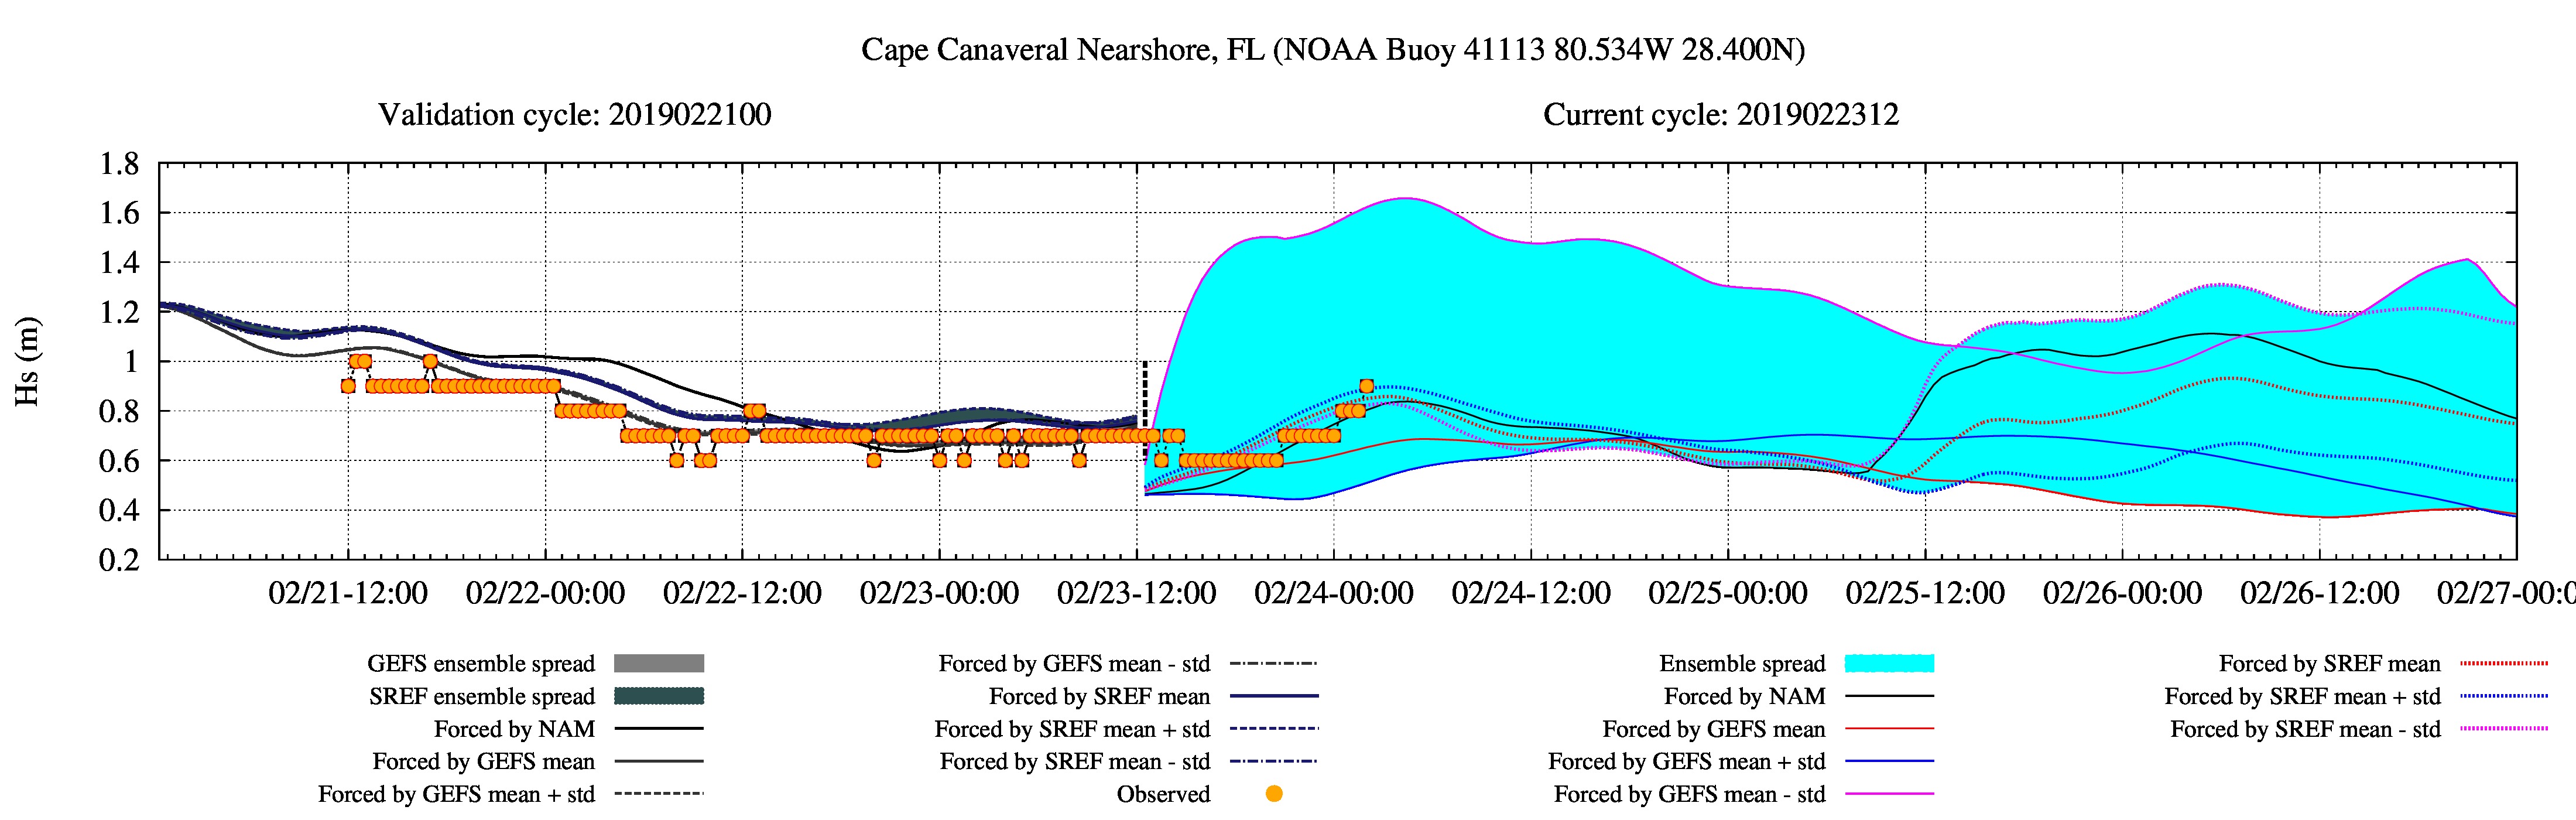 Cape Canaveral Nearshore, FL (NOAA Buoy 41113 80.534W 28.400N)
Validation cycle: 2019022100
Current cycle: 2019022312
Hs (m)
1.8
1.6
1.4
1.2
1
0.8
0.6
0.4
0.2
02/21-12:00 02/22-00:00 02/22-12:00 02/23-00:00 02/23-12:00 02/24-00:00 02/24-12:00 02/25-00:00 02/25-12:00 02/26-00:00 02/26-12:00 02/27-00:0
GEFS ensemble spread
SREF ensemble spread
Forced by NAM
Forced by GEFS mean
Forced by GEFS mean + std
Forced by GEFS mean - std
Forced by SREF mean
Forced by SREF mean + std
Forced by SREF mean - std
Observed
Ensemble spread
Forced by NAM
Forced by GEFS mean
Forced by GEFS mean + std
Forced by GEFS mean - std
Forced by SREF mean
Forced by SREF mean + std
Forced by SREF mean - std